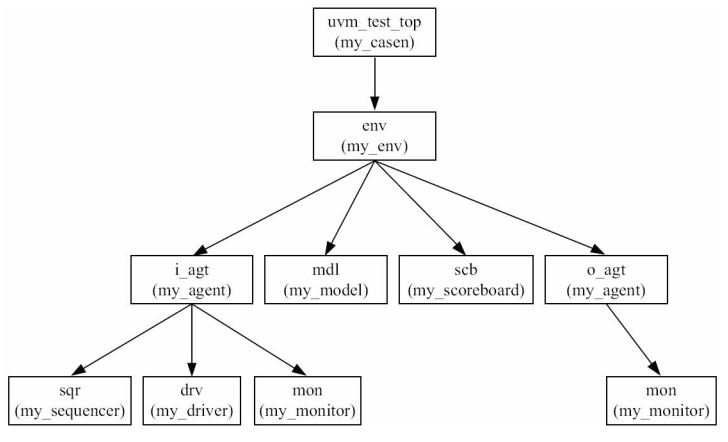 uvm_test_top
(my_casen)
env
(my_env)
i_agt
(my_agent)
mdl
(my_model)
scb
(my_scoreboard)
o_agt
(my_agent)
sqr
(my_sequencer)
drv
(my_driver)
mon
(my_monitor)
mon
(my_monitor)